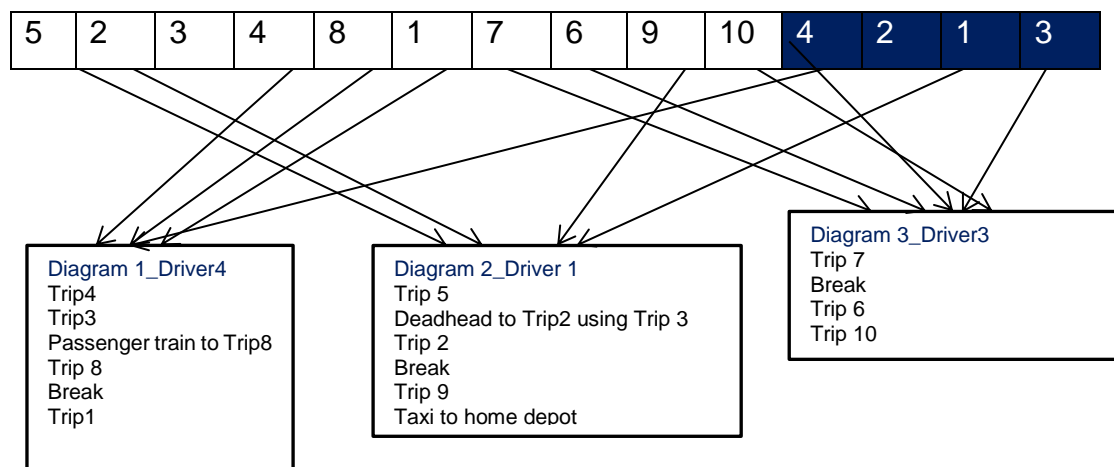 5 2 3 4 8 1 7 6 9 10 4 2 1 3
Diagram 1_Driver4
Trip4
Trip3
Passenger train to Trip8
Trip 8
Break
Trip1
Diagram 2_Driver 1
Trip 5
Deadhead to Trip2 using Trip 3
Trip 2
Break
Trip 9
Taxi to home depot
Diagram 3_Driver3
Trip 7
Break
Trip 6
Trip 10